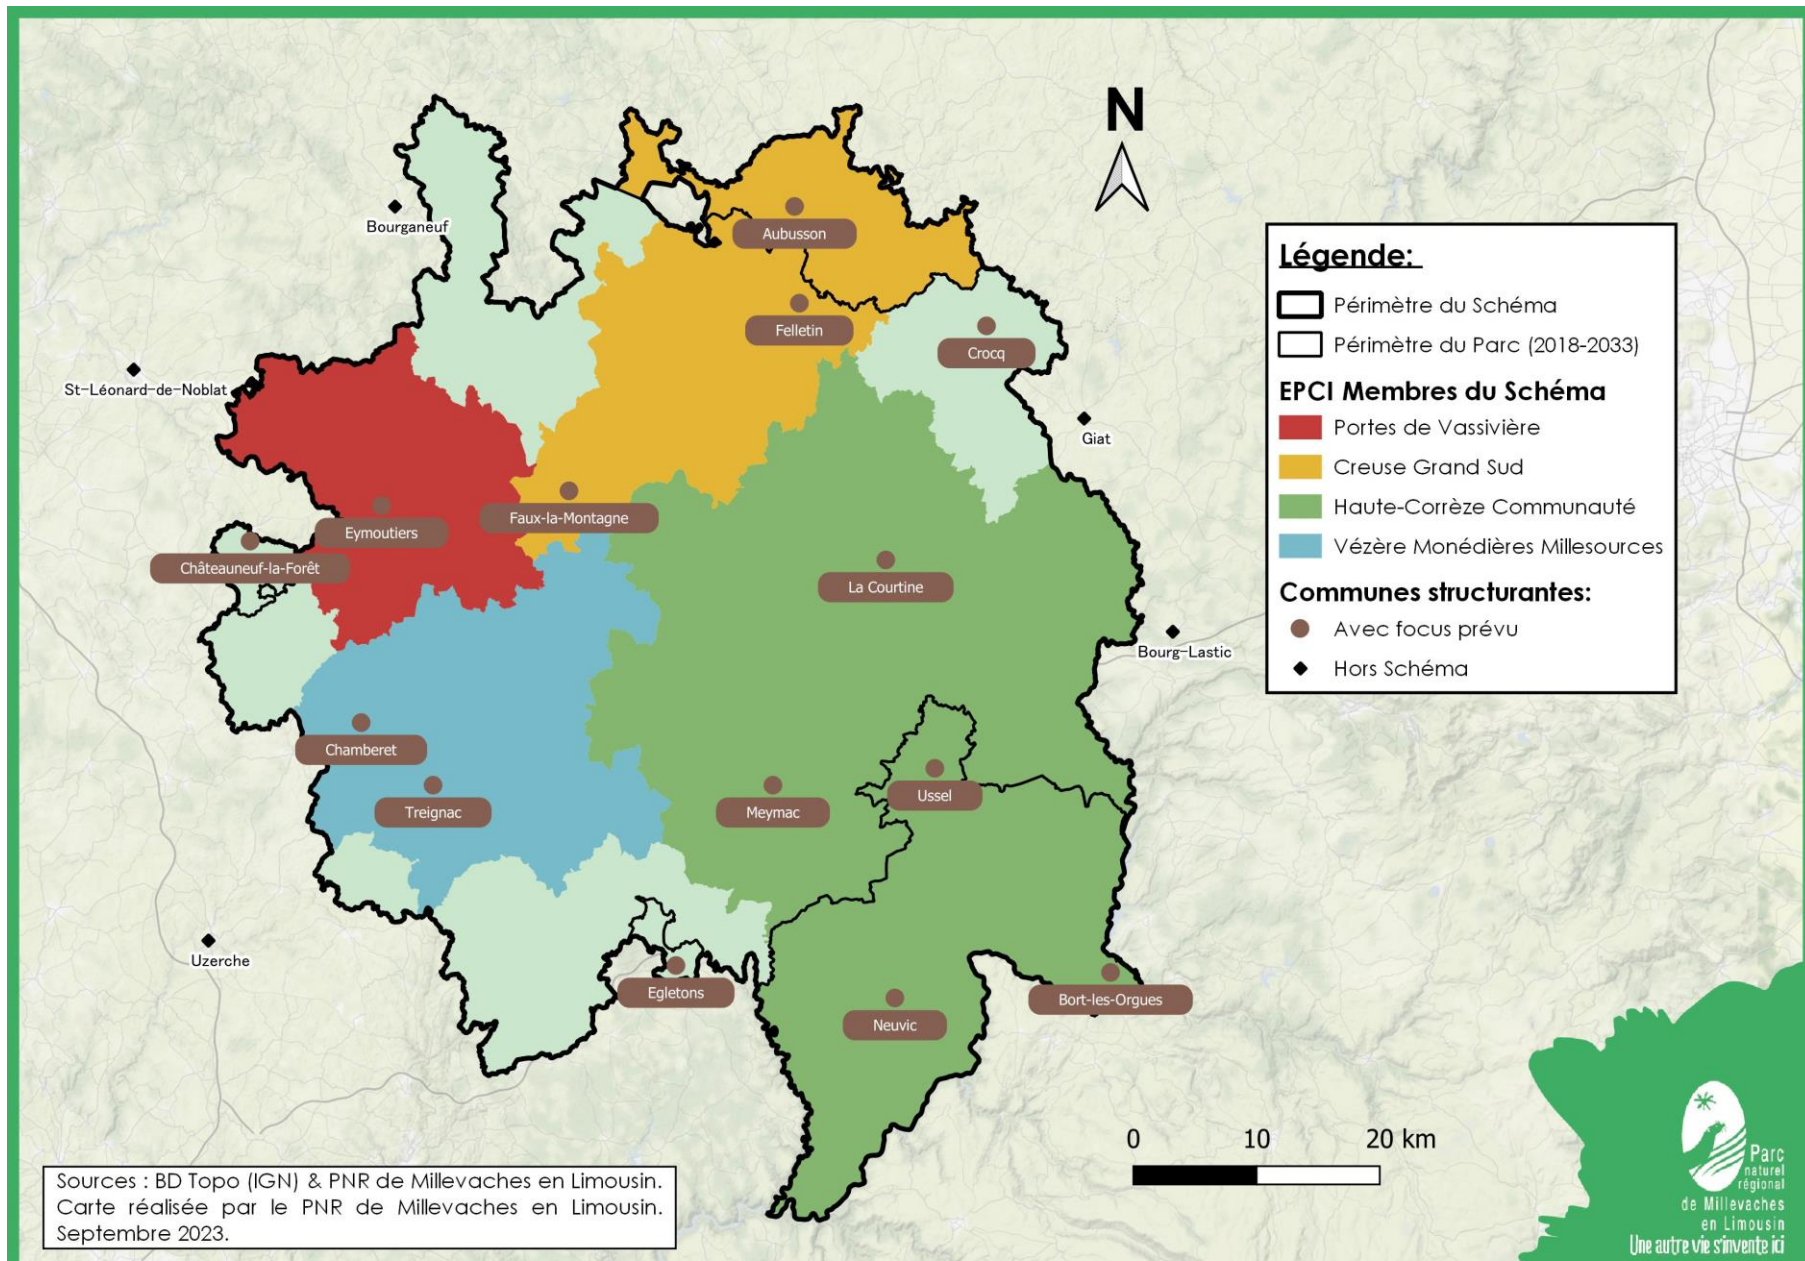 N
Bourganeuf
Aubusson
Felletin
Crocq
St-Léonard-de-Noblat
Giat
Faux-la-Montagne
Eymoutiers
Châteauneuf-la-Forêt
La Courtine
Bourg-Lastic
Chamberet
Treignac
Meymac
Ussel
Uzerche
Egletons
Neuvic
Bort-les-Orgues
Légende:
Périmètre du Schéma
Périmètre du Parc (2018-2033)
EPCI Membres du Schéma
Portes de Vassivière
Creuse Grand Sud
Haute-Corrèze Communauté
Vézère Monédières Millesources
Communes structurantes:
Avec focus prévu
Hors Schéma
0 10 20 km
Sources : BD Topo (IGN) & PNR de Millevaches en Limousin.
Carte réalisée par le PNR de Millevaches en Limousin.
Septembre 2023.
Parc
naturel
régional
de Millevaches
en Limousin
Une autre vie s'invente ici